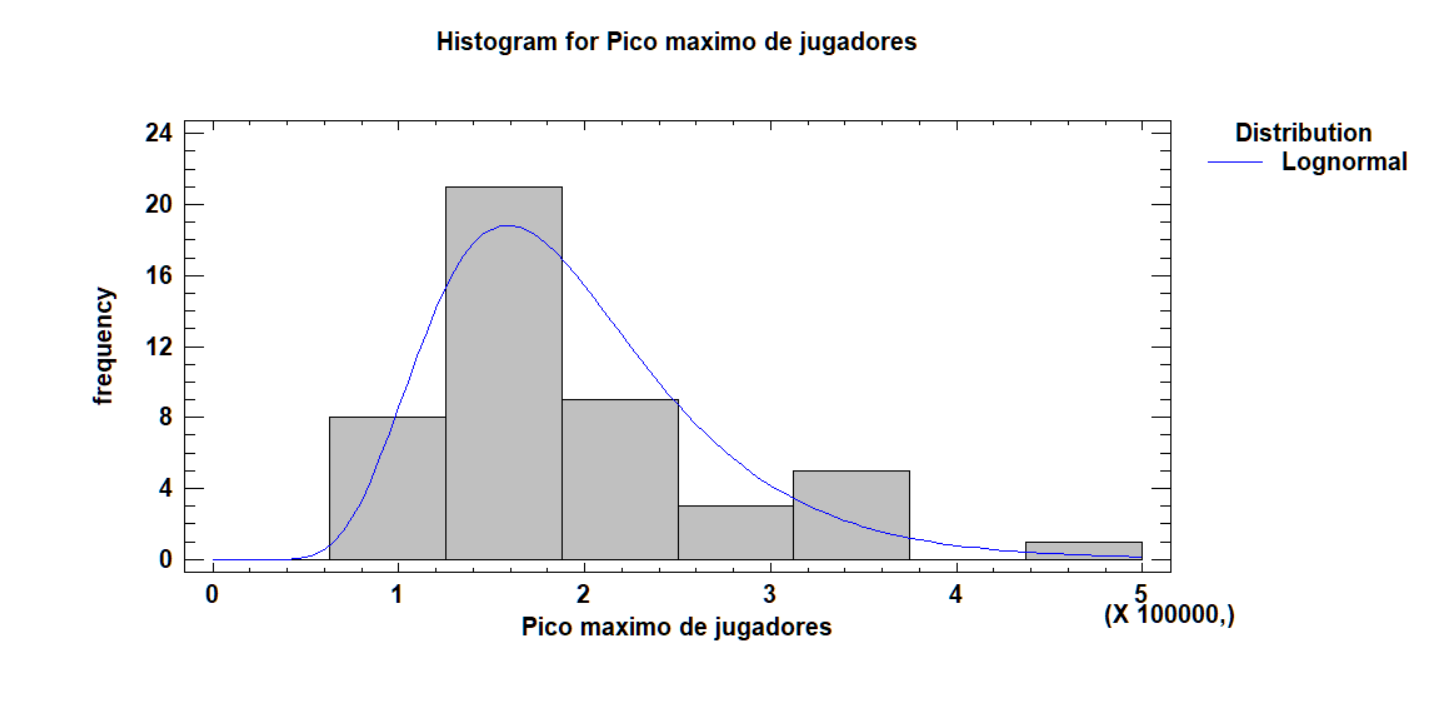 Histogram for Pico maximo de jugadores
Distribution
Lognormal
frequency
24
20
16
12
8
4
0
0 1 2 3 4 5
(X 100000,)
Pico maximo de jugadores